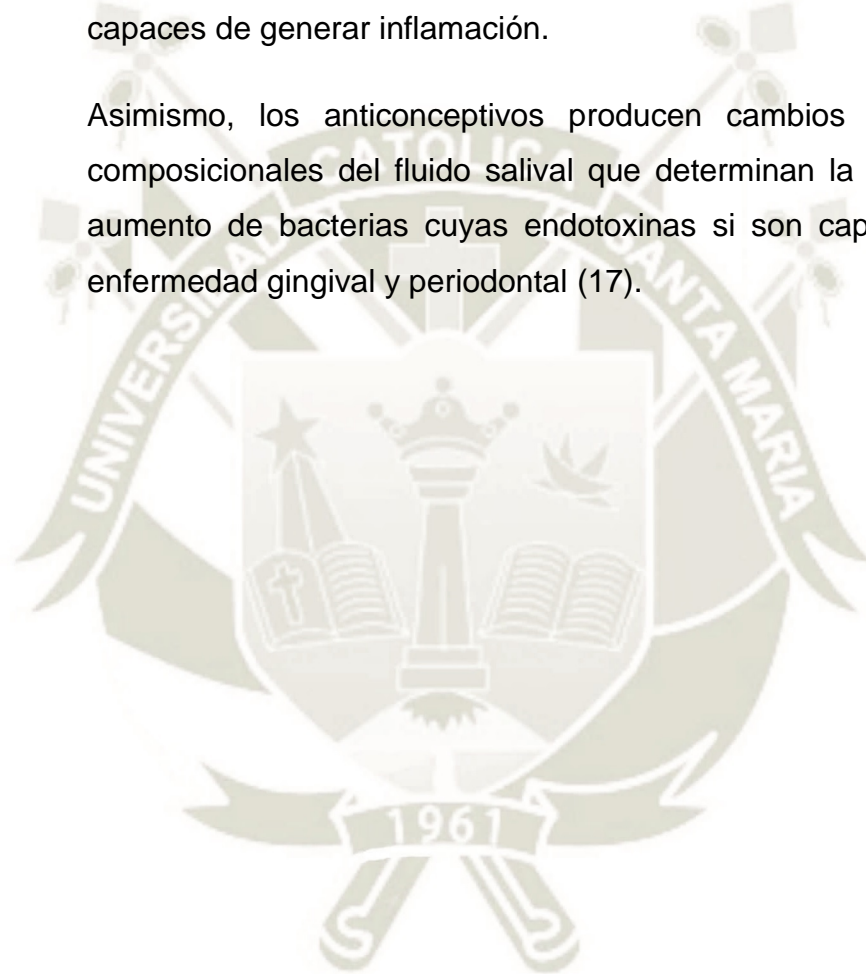 capaces de generar inflamación.
Asimismo, los anticonceptivos producen cambios
composicionales del fluido salival que determinan la
aumento de bacterias cuyas endotoxinas si son cap
enfermedad gingival y periodontal (17).
UNIVERSIDAD CATOLICA SANTA MARIA
1961